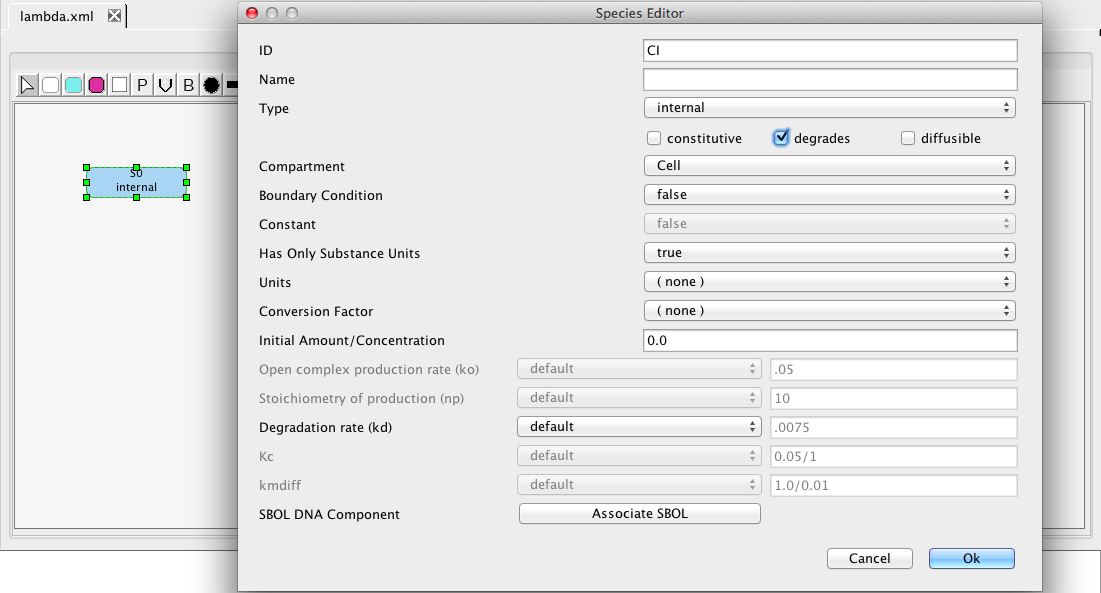 lambda.xml
Species Editor
P V B
S0
internal
ID CI
Name
Type internal
constitutive degrades diffusible
Compartment Cell
Boundary Condition false
Constant false
Has Only Substance Units true
Units ( none )
Conversion Factor ( none )
Initial Amount/Concentration 0.0
Open complex production rate (ko) default .05
Stoichiometry of production (np) default 10
Degradation rate (kd) default .0075
Kc default 0.05/1
kmdiff default 1.0/0.01
SBOL DNA Component Associate SBOL
Cancel Ok